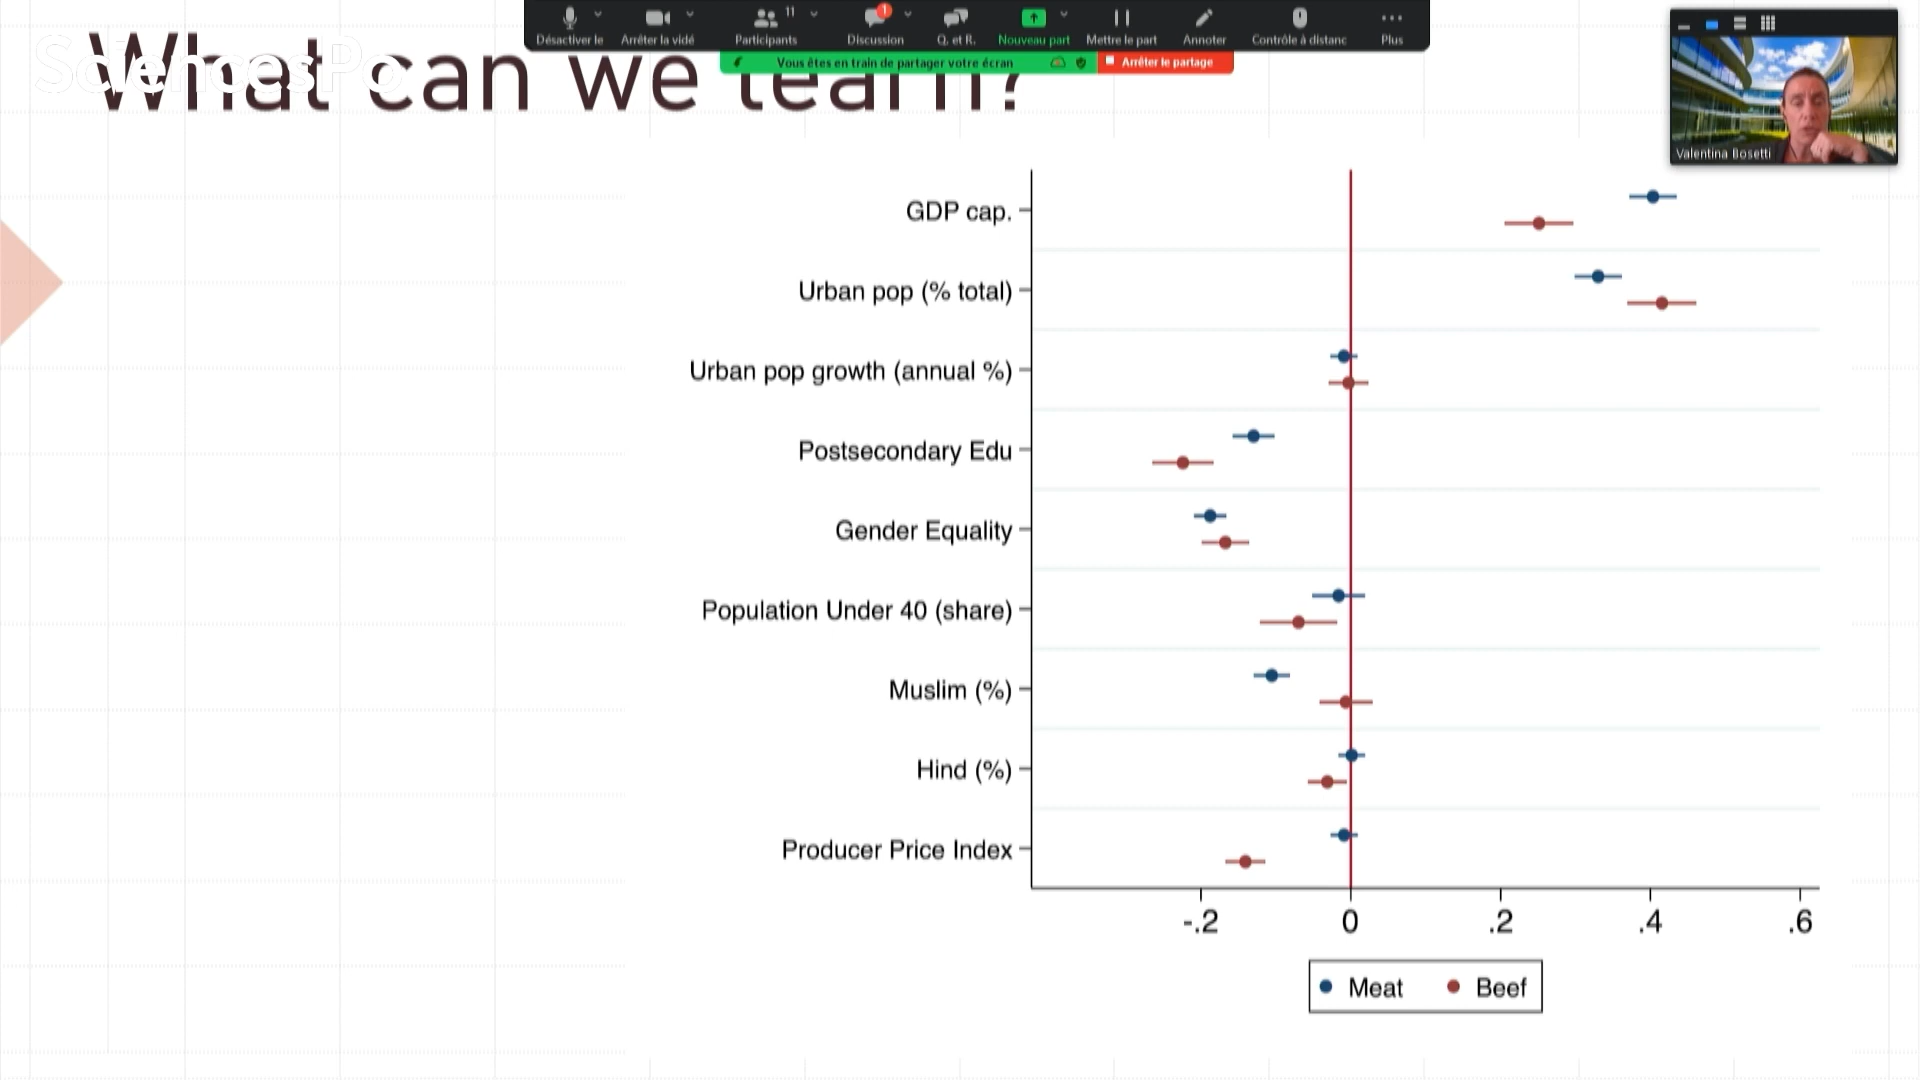 Désactiver le
Arrêter la vidé
Participants
11
Discussion
1
Q. et R.
Nouveau part
Mettre le part
Annoter
Contrôle à distanc
Plus
Vous êtes en train de partager votre écran
Arrêter le partage
SciencesPo
What can we learn?
Valentina Bosetti
GDP cap.
Urban pop (% total)
Urban pop growth (annual %)
Postsecondary Edu
Gender Equality
Population Under 40 (share)
Muslim (%)
Hind (%)
Producer Price Index
-.2 0 .2 .4 .6
Meat Beef